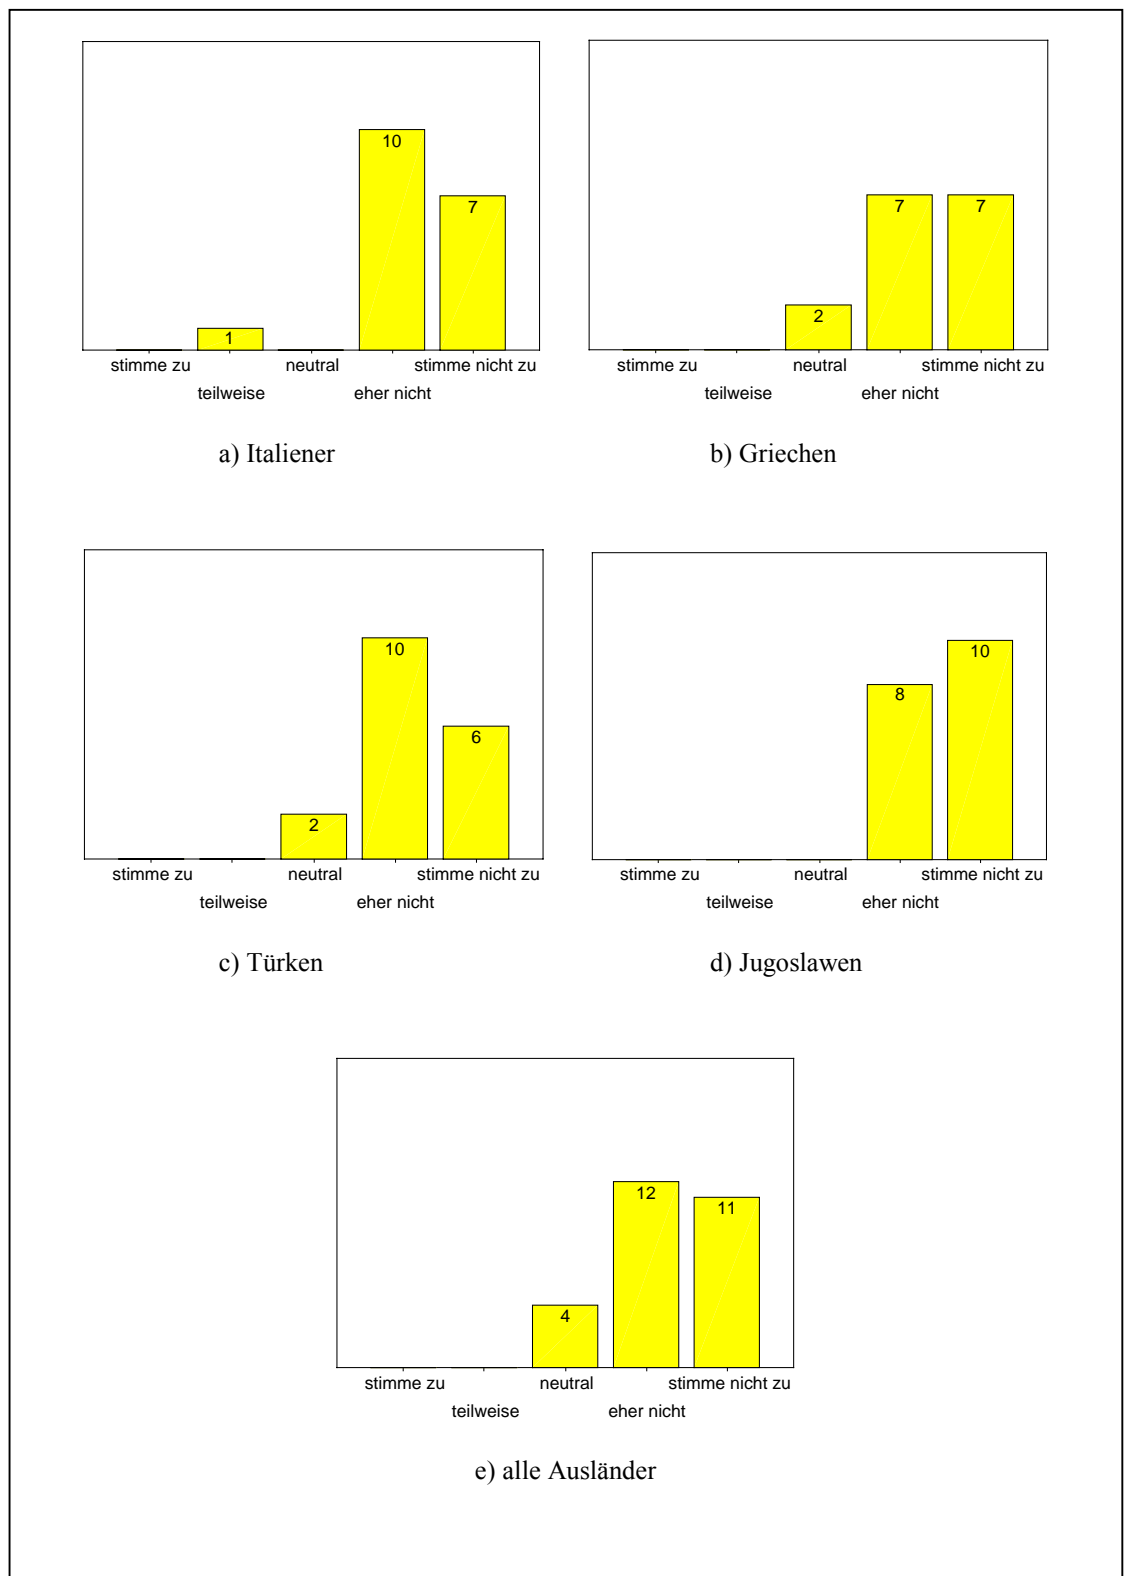 10
7
1
stimme zu
neutral
stimme nicht zu
teilweise
eher nicht
a) Italiener
7
7
2
stimme zu
neutral
stimme nicht zu
teilweise
eher nicht
b) Griechen
10
6
2
stimme zu
neutral
stimme nicht zu
teilweise
eher nicht
c) Türken
10
8
stimme zu
neutral
stimme nicht zu
teilweise
eher nicht
d) Jugoslawen
12
11
4
stimme zu
neutral
stimme nicht zu
teilweise
eher nicht
e) alle Ausländer